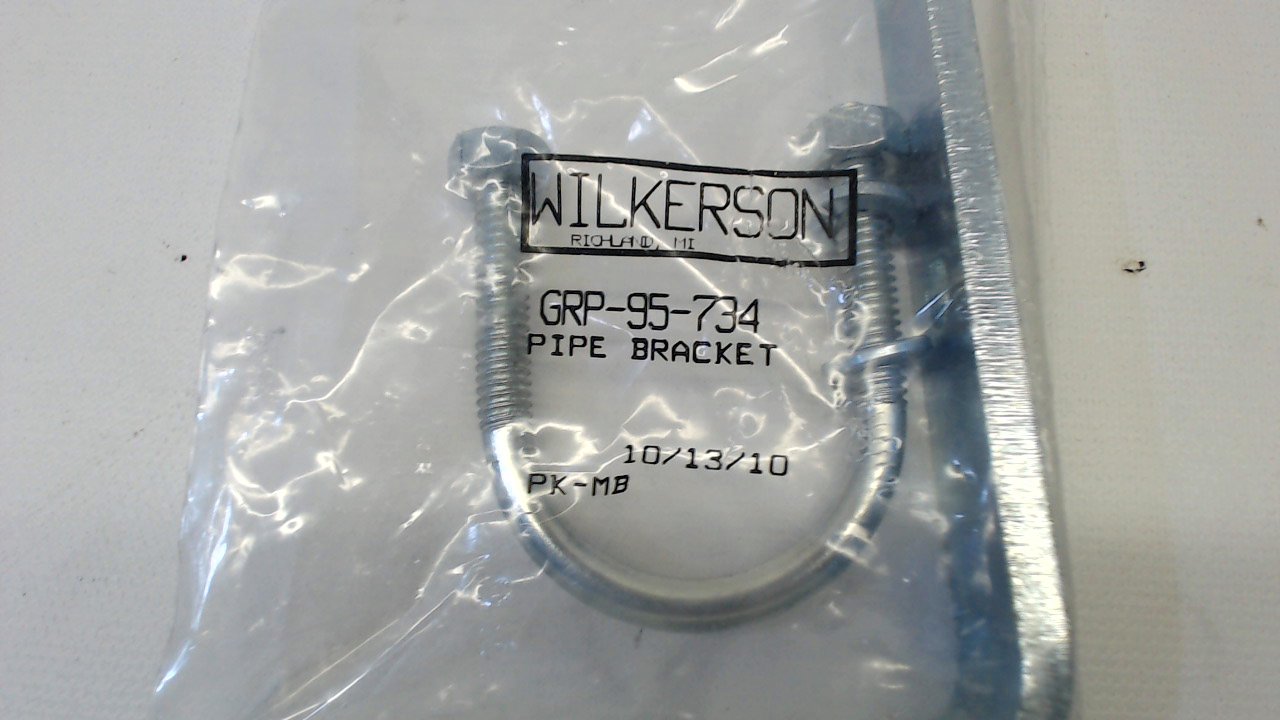 WILKERSON
RICHLAND, MI
GRP-95-734
PIPE BRACKET
10/13/10
PK-MB